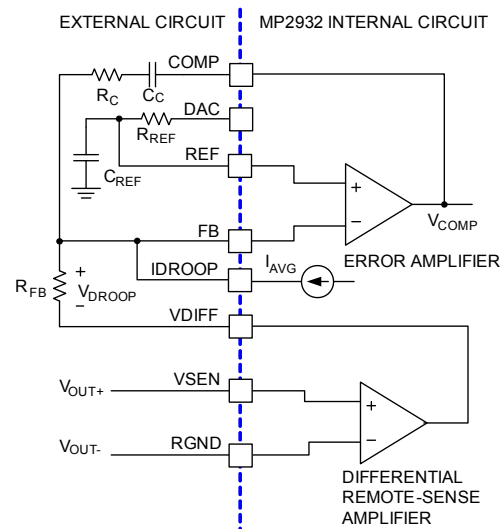 EXTERNAL CIRCUIT
MP2932 INTERNAL CIRCUIT
COMP
RC
CC
DAC
RREF
REF
CREF
+
−
VCOMP
FB
ERROR AMPLIFIER
IDROOP
IAVG
RFB
+
VDROOP
−
VDIFF
VOUT+
VSEN
+
VOUT-
RGND
−
DIFFERENTIAL
REMOTE-SENSE
AMPLIFIER